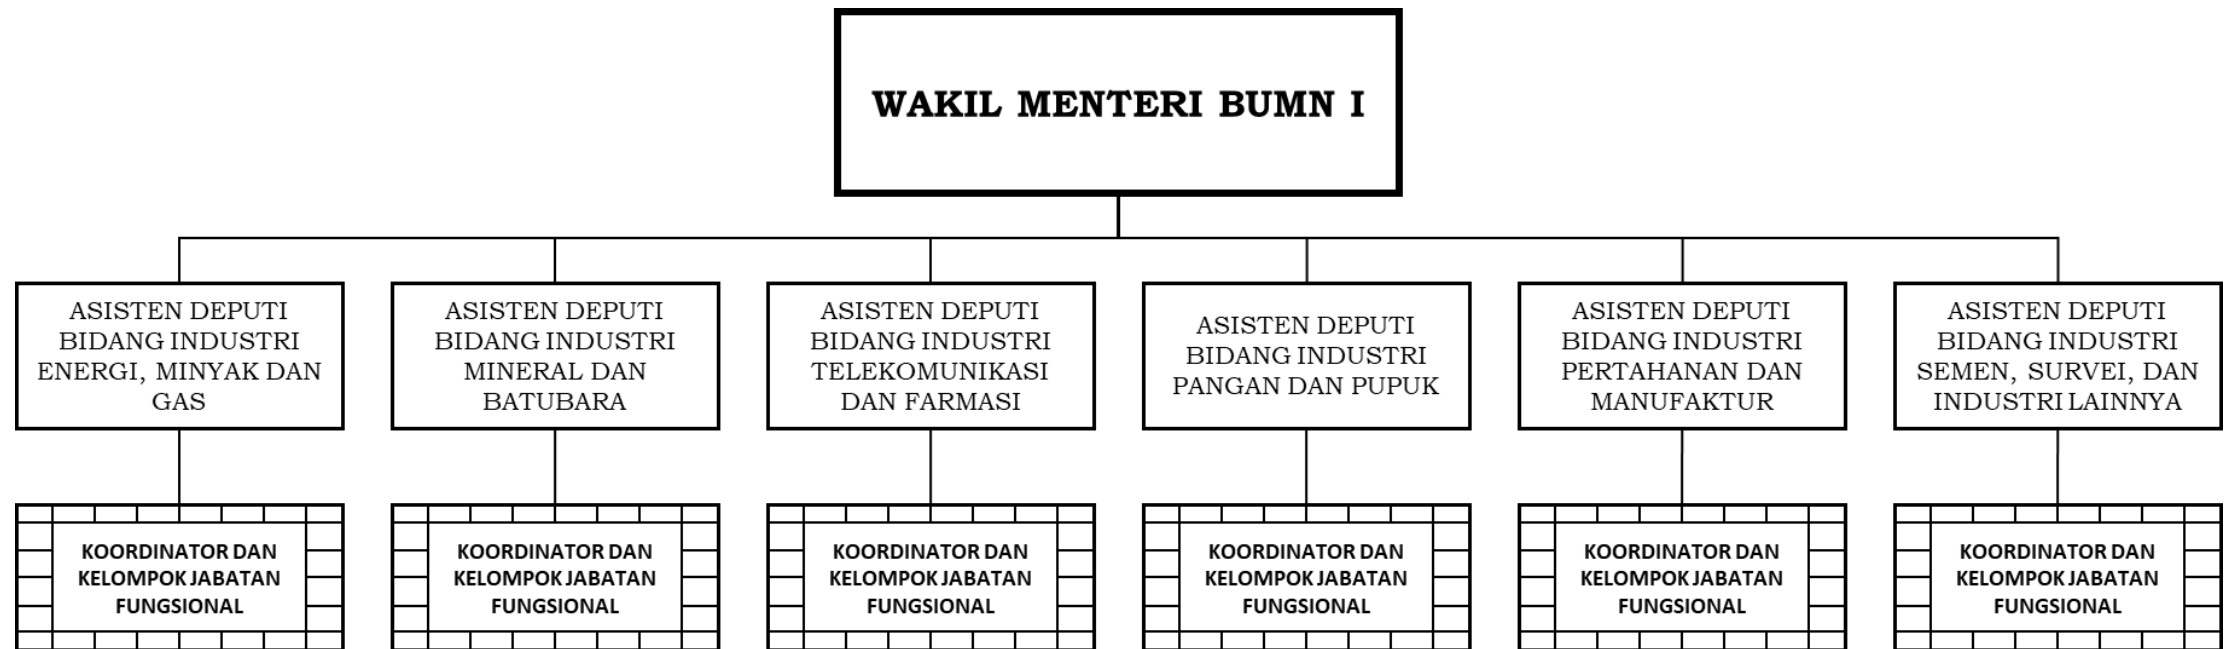 WAKIL MENTERI BUMN I
ASISTEN DEPUTI
BIDANG INDUSTRI
ENERGI, MINYAK DAN
GAS
ASISTEN DEPUTI
BIDANG INDUSTRI
MINERAL DAN
BATUBARA
ASISTEN DEPUTI
BIDANG INDUSTRI
TELEKOMUNIKASI
DAN FARMASI
ASISTEN DEPUTI
BIDANG INDUSTRI
PANGAN DAN PUPUK
ASISTEN DEPUTI
BIDANG INDUSTRI
PERTAHANAN DAN
MANUFAKTUR
ASISTEN DEPUTI
BIDANG INDUSTRI
SEMEN, SURVEI, DAN
INDUSTRI LAINNYA
KOORDINATOR DAN
KELOMPOK JABATAN
FUNGSIONAL
KOORDINATOR DAN
KELOMPOK JABATAN
FUNGSIONAL
KOORDINATOR DAN
KELOMPOK JABATAN
FUNGSIONAL
KOORDINATOR DAN
KELOMPOK JABATAN
FUNGSIONAL
KOORDINATOR DAN
KELOMPOK JABATAN
FUNGSIONAL
KOORDINATOR DAN
KELOMPOK JABATAN
FUNGSIONAL